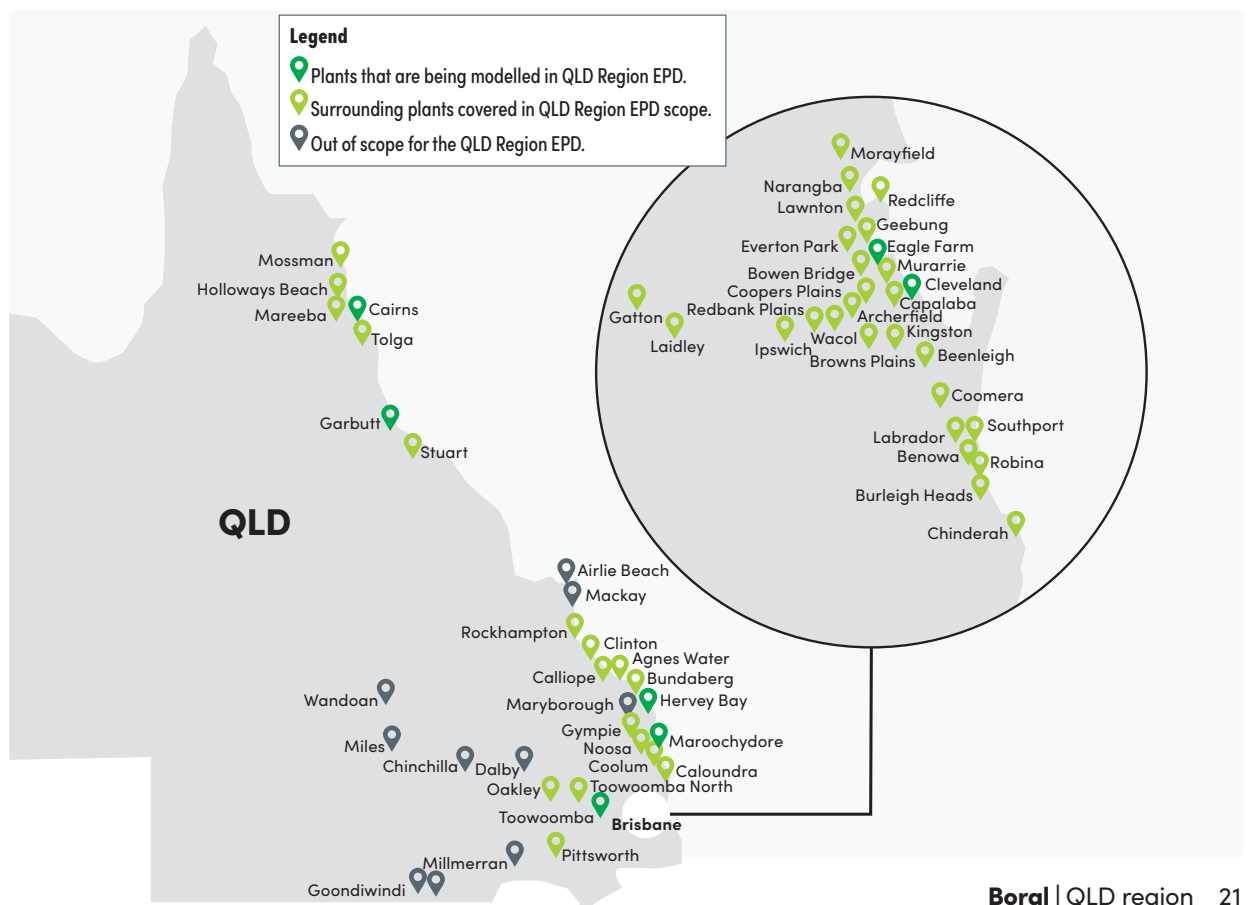 Legend
Plants that are being modelled in QLD Region EPD.
Surrounding plants covered in QLD Region EPD scope.
Out of scope for the QLD Region EPD.
Morayfield
Narangba
Redcliffe
Lawnton
Geebung
Everton Park
Eagle Farm
Murarrie
Bowen Bridge
Cleveland
Coopers Plains
Capalaba
Gatton
Redbank Plains
Archerfield
Laidley
Ipswich
Wacol
Kingston
Browns Plains
Beenleigh
Coomera
Labrador
Southport
Benowa
Robina
Burleigh Heads
Chinderah
Mossman
Holloways Beach
Mareeba
Cairns
Tolga
Garbutt
Stuart
QLD
Airlie Beach
Mackay
Rockhampton
Clinton
Agnes Water
Calliope
Bundaberg
Wandoan
Maryborough
Hervey Bay
Gympie
Miles
Noosa
Maroochydore
Chinchilla
Dalby
Coolum
Caloundra
Oakley
Toowoomba North
Toowoomba
Brisbane
Pittsworth
Millmerran
Goondiwindi
Boral | QLD region 21